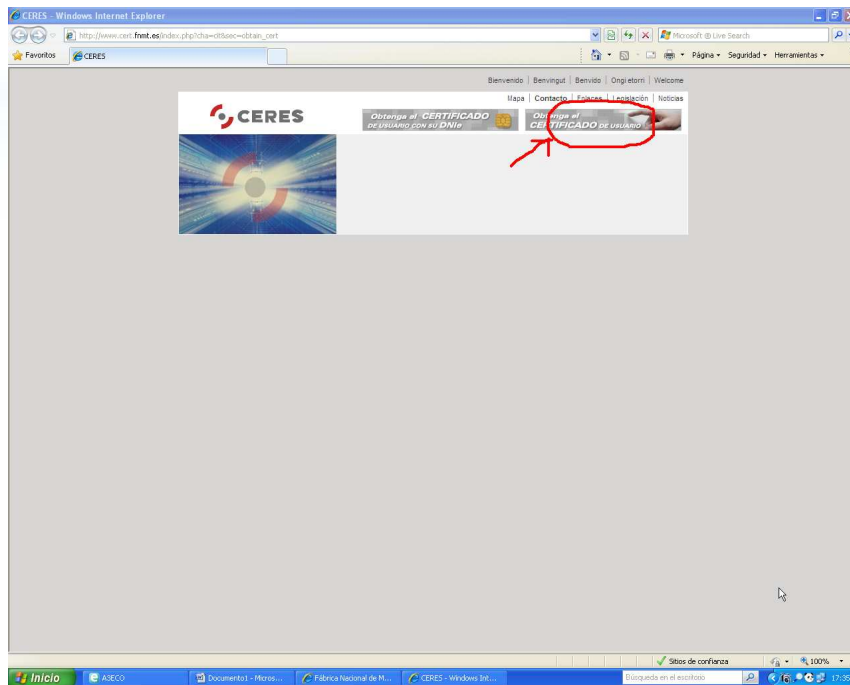 CERES - Windows Internet Explorer
http://www.cert.fnmt.es/index.php?cha=cit&sec=obtain_cert
Microsoft @ Live Search
Favoritos
CERES
Página
Seguridad
Herramientas
Bienvenido | Benvingut | Benvido | Ongi etorri | Welcome
Mapa | Contacto | Enlaces | Legislación | Noticias
CERES
Obtenga el CERTIFICADO
DE USUARIO CON SU DNIe
Obtenga el
CERTIFICADO DE USUARIO
Sitios de confianza
100%
Inicio
ASECO
Documento1 - Micros...
Fábrica Nacional de M...
CERES - Windows Int...
Búsqueda en el escritorio
17:35